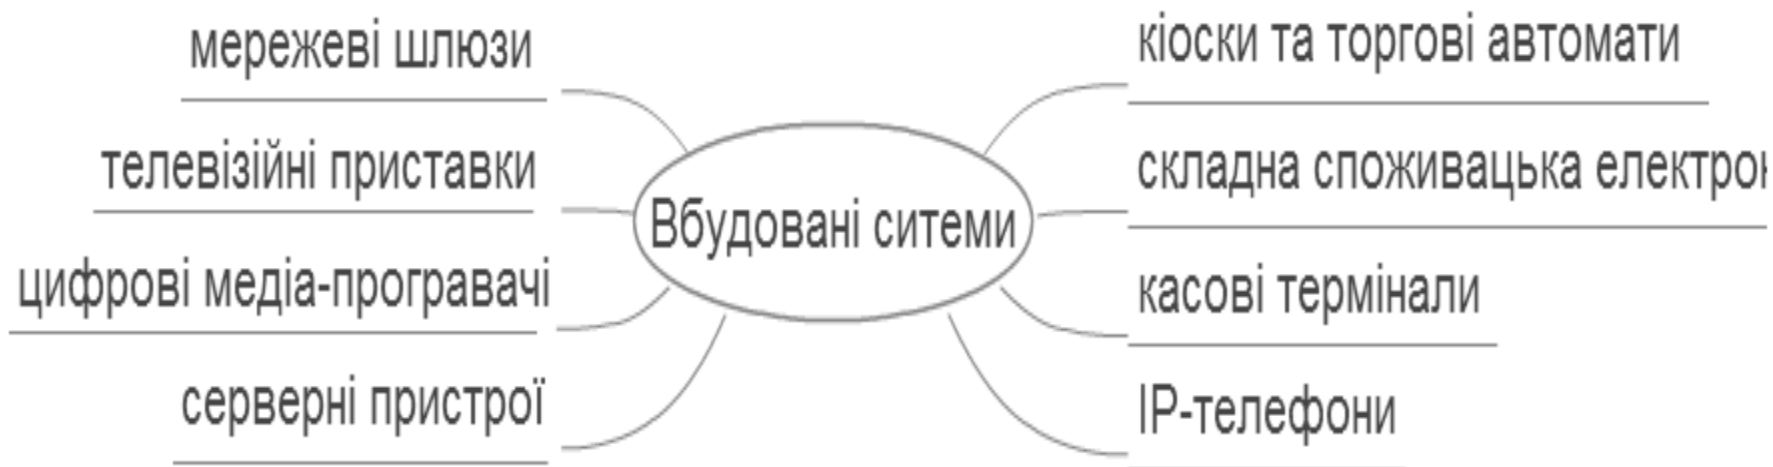 мережеві шлюзи
телевізійні приставки
цифрові медіа-програвачі
серверні пристрої
Вбудовані ситеми
кіоски та торгові автомати
складна споживацька
касові термінали
ІР-телефони